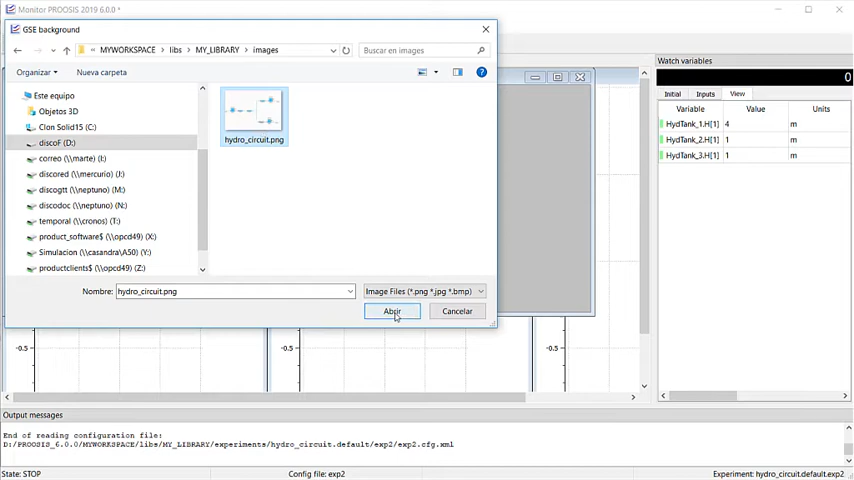 Monitor PROOSIS 6.0.0 *
GSE background
« MYWORKSPACE > libs > MY_LIBRARY > images
Buscar en images
Organizar
Nueva carpeta
Este equipo
Objetos 3D
Clon Solid15 (C:)
discoF (D:)
correo (\\marte) (I:)
discored (\\mercurio) (J:)
discogtt (\\neptuno) (M:)
discodoc (\\neptuno) (N:)
temporal (\\cronos) (T:)
product_software$ (\\opcd49) (X:)
Simulacion (\\casandra\A50) (Y:)
productclients$ (\\opcd49) (Z:)
hydro_circuit.png
Nombre: hydro_circuit.png
Image Files (*.png *.jpg *.bmp)
Abrir
Cancelar
Watch variables
0
Initial Inputs View
Variable Value Units
HydTank_1.H[1] 4 m
HydTank_2.H[1] 1 m
HydTank_3.H[1] 1 m
-0.5 -0.5 -0.5
Output messages
End of reading configuration file:
D:/PROOSIS_6.0.0/MYWORKSPACE/libs/MY_LIBRARY/experiments/hydro_circuit.default/exp2/exp2.cfg.xml
State: STOP
Config file: exp2
Experiment: hydro_circuit.default.exp2